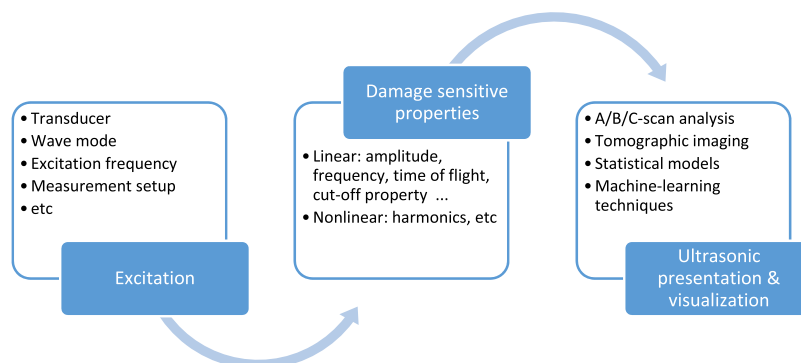 • Transducer
• Wave mode
• Excitation frequency
• Measurement setup
• etc
Excitation
Damage sensitive
properties
• Linear: amplitude,
frequency, time of flight,
cut-off property ...
• Nonlinear: harmonics, etc
• A/B/C-scan analysis
• Tomographic imaging
• Statistical models
• Machine-learning
techniques
Ultrasonic
presentation &
visualization